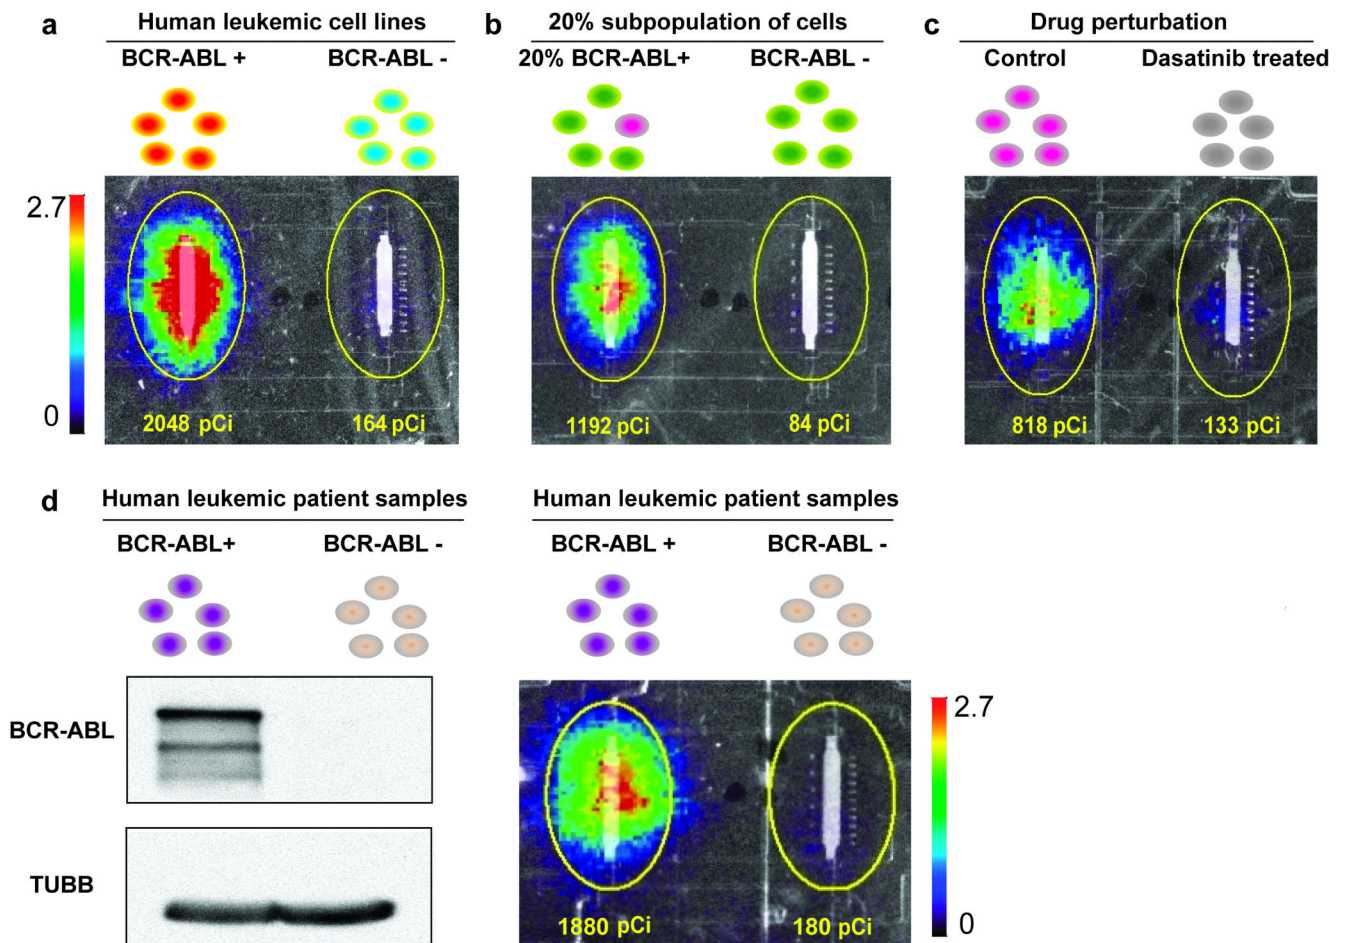 a Human leukemic cell lines
BCR-ABL + BCR-ABL -
2.7
0
2048 pCi 164 pCi
b 20% subpopulation of cells
20% BCR-ABL+ BCR-ABL -
1192 pCi 84 pCi
c Drug perturbation
Control Dasatinib treated
818 pCi 133 pCi
d Human leukemic patient samples
BCR-ABL+ BCR-ABL -
BCR-ABL
TUBB
Human leukemic patient samples
BCR-ABL + BCR-ABL -
1880 pCi 180 pCi
2.7
0